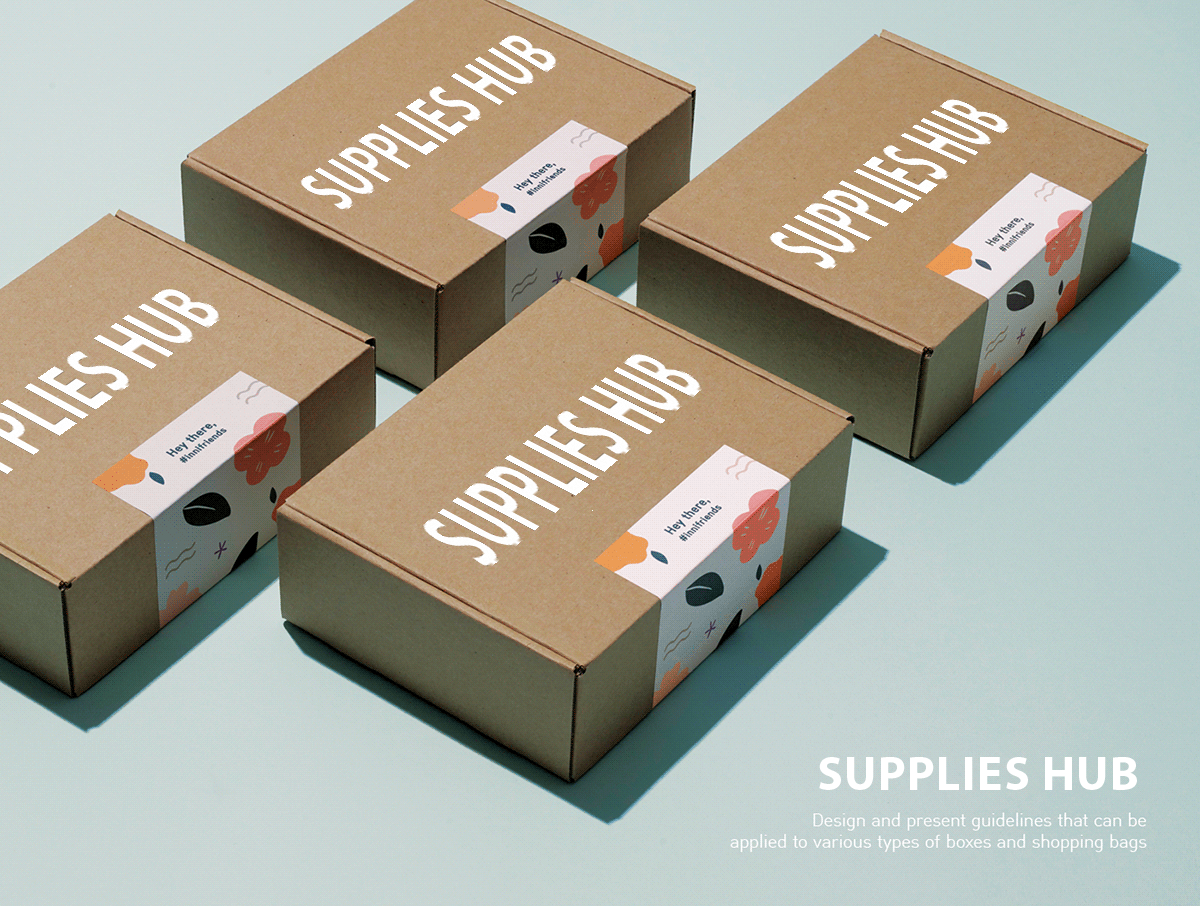 SUPPLIES HUB
Hey there,
#innifriends
SUPPLIES HUB
Hey there,
#innifriends
PLIES HUB
Hey there,
#innifriends
SUPPLIES HUB
Hey there,
#innifriends
SUPPLIES HUB
Design and present guidelines that can be
applied to various types of boxes and shopping bags